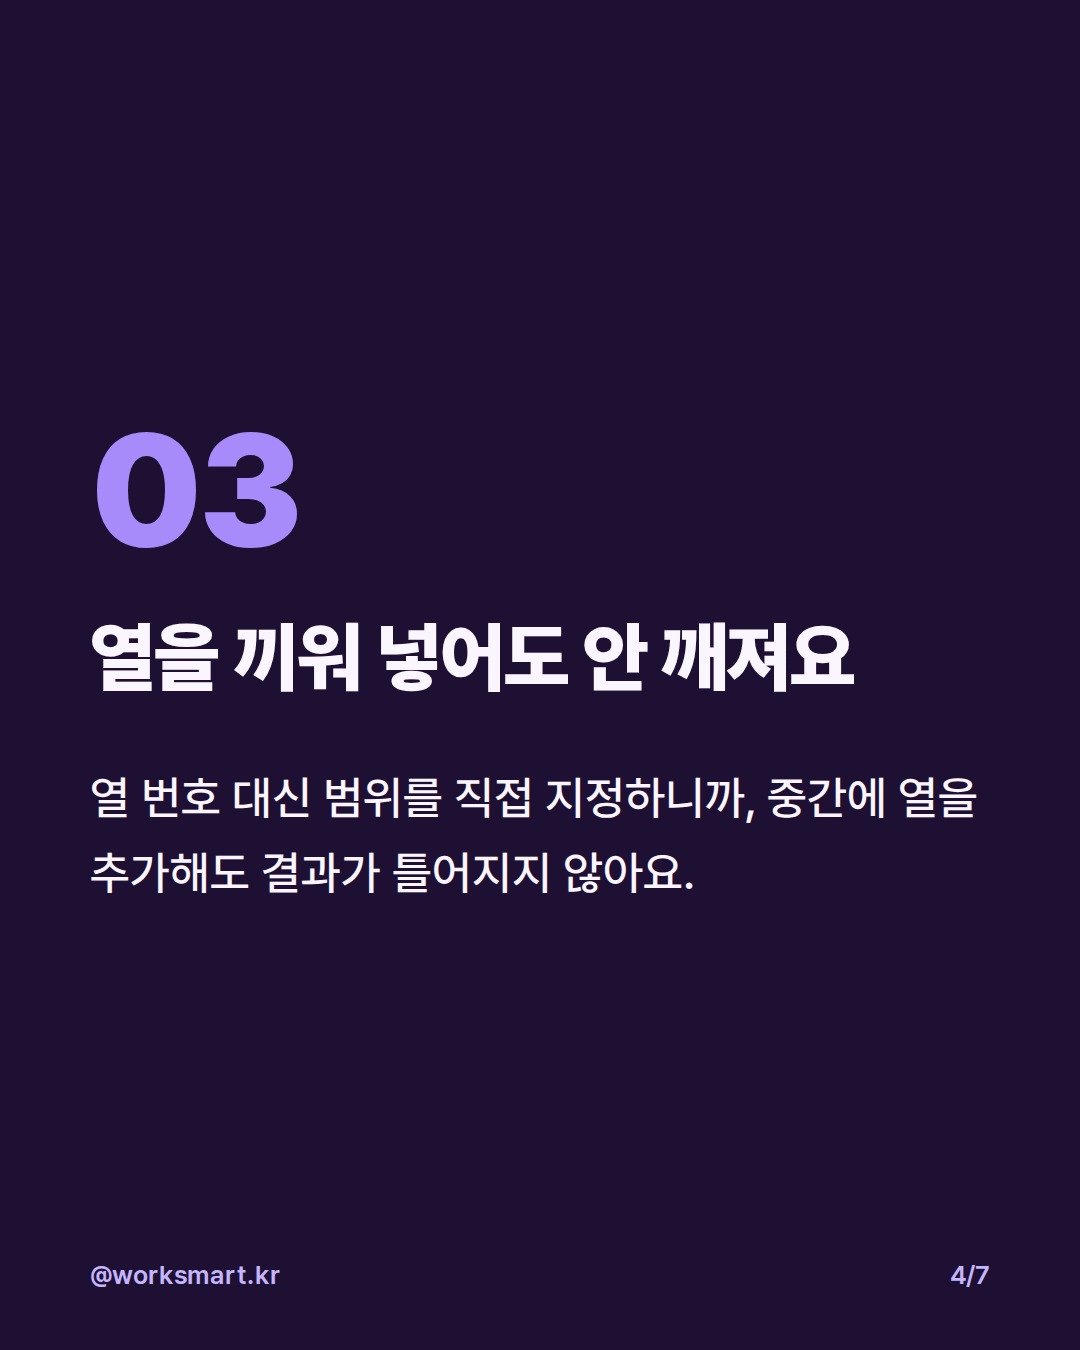 03
열을 끼워 넣어도 안 깨져요
열 번호 대신 범위를 직접 지정하니까, 중간에 열을
추가해도 결과가 틀어지지 않아요.
@worksmart.kr
4/7